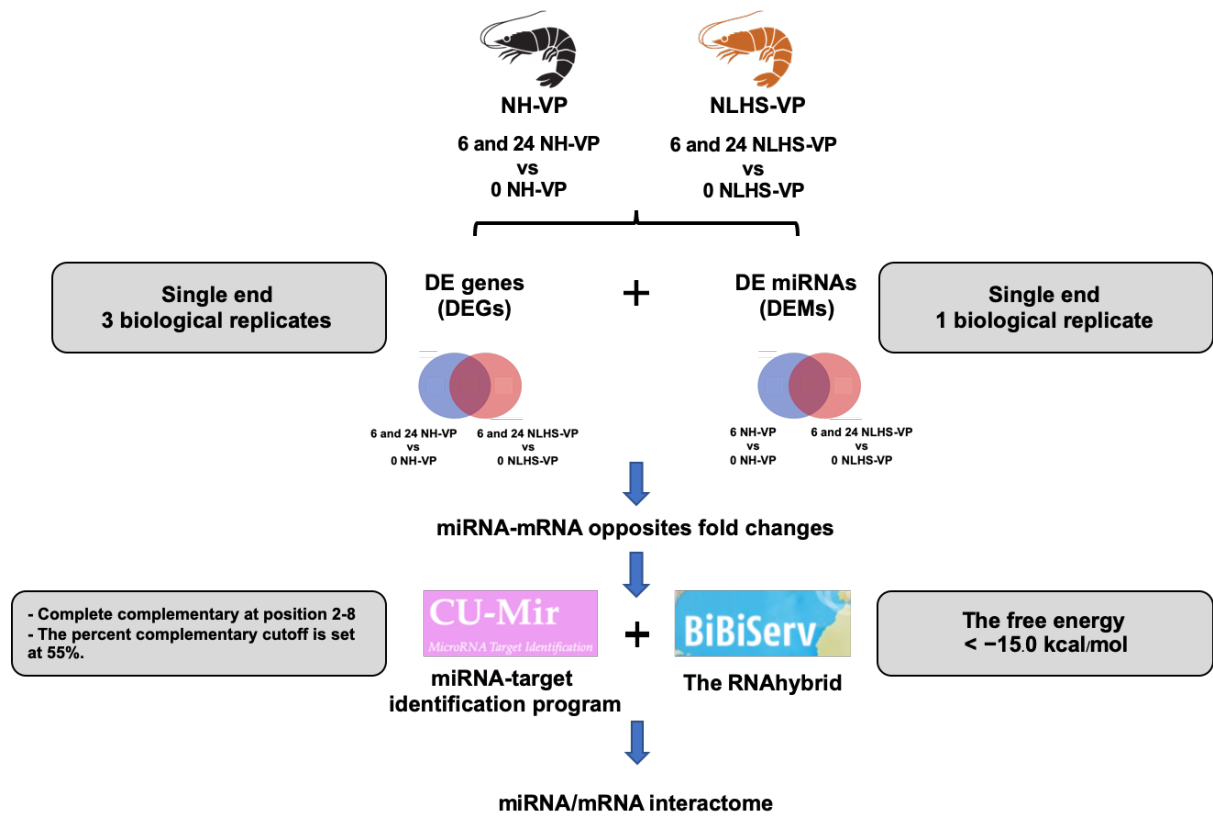 NH-VP
NLHS-VP
6 and 24 NH-VP
vs
0 NH-VP
6 and 24 NLHS-VP
vs
0 NLHS-VP
Single end
3 biological replicates
DE genes
(DEGs)
+
DE miRNAs
(DEMs)
Single end
1 biological replicate
6 and 24 NH-VP
vs
0 NH-VP
6 and 24 NLHS-VP
vs
0 NLHS-VP
6 NH-VP
vs
0 NH-VP
6 and 24 NLHS-VP
vs
0 NLHS-VP
miRNA-mRNA opposites fold changes
- Complete complementary at position 2-8
- The percent complementary cutoff is set
at 55%.
CU-Mir
MicroRNA Target Identification
+
BiBiServ
The free energy
< −15.0 kcal/mol
miRNA-target
identification program
The RNAhybrid
miRNA/mRNA interactome